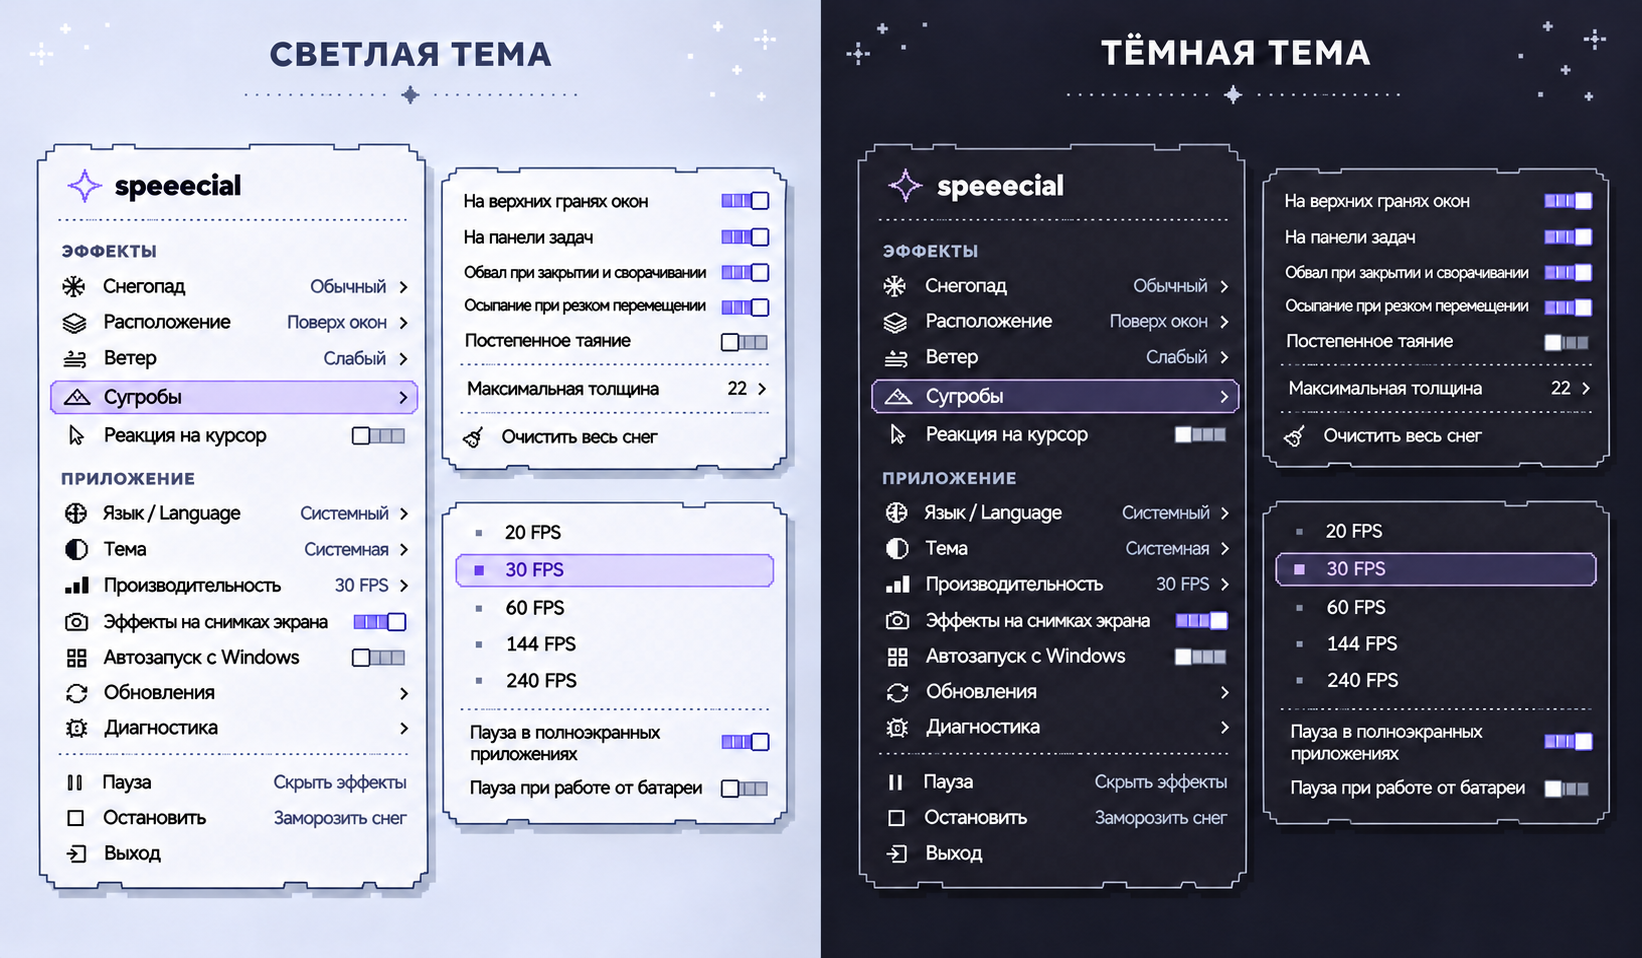 СВЕТЛАЯ ТЕМА
speeecial
ЭФФЕКТЫ
Снегопад Обычный
Расположение Поверх окон
Ветер Слабый
Сугробы
Реакция на курсор
ПРИЛОЖЕНИЕ
Язык / Language Системный
Тема Системная
Производительность 30 FPS
Эффекты на снимках экрана
Автозапуск с Windows
Обновления
Диагностика
Пауза Скрыть эффекты
Остановить Заморозить снег
Выход
На верхних гранях окон
На панели задач
Обвал при закрытии и сворачивании
Осыпание при резком перемещении
Постепенное таяние
Максимальная толщина 22
Очистить весь снег
20 FPS
30 FPS
60 FPS
144 FPS
240 FPS
Пауза в полноэкранных
приложениях
Пауза при работе от батареи
ТЁМНАЯ ТЕМА
speeecial
ЭФФЕКТЫ
Снегопад Обычный
Расположение Поверх окон
Ветер Слабый
Сугробы
Реакция на курсор
ПРИЛОЖЕНИЕ
Язык / Language Системный
Тема Системная
Производительность 30 FPS
Эффекты на снимках экрана
Автозапуск с Windows
Обновления
Диагностика
Пауза Скрыть эффекты
Остановить Заморозить снег
Выход
На верхних гранях окон
На панели задач
Обвал при закрытии и сворачивании
Осыпание при резком перемещении
Постепенное таяние
Максимальная толщина 22
Очистить весь снег
20 FPS
30 FPS
60 FPS
144 FPS
240 FPS
Пауза в полноэкранных
приложениях
Пауза при работе от батареи